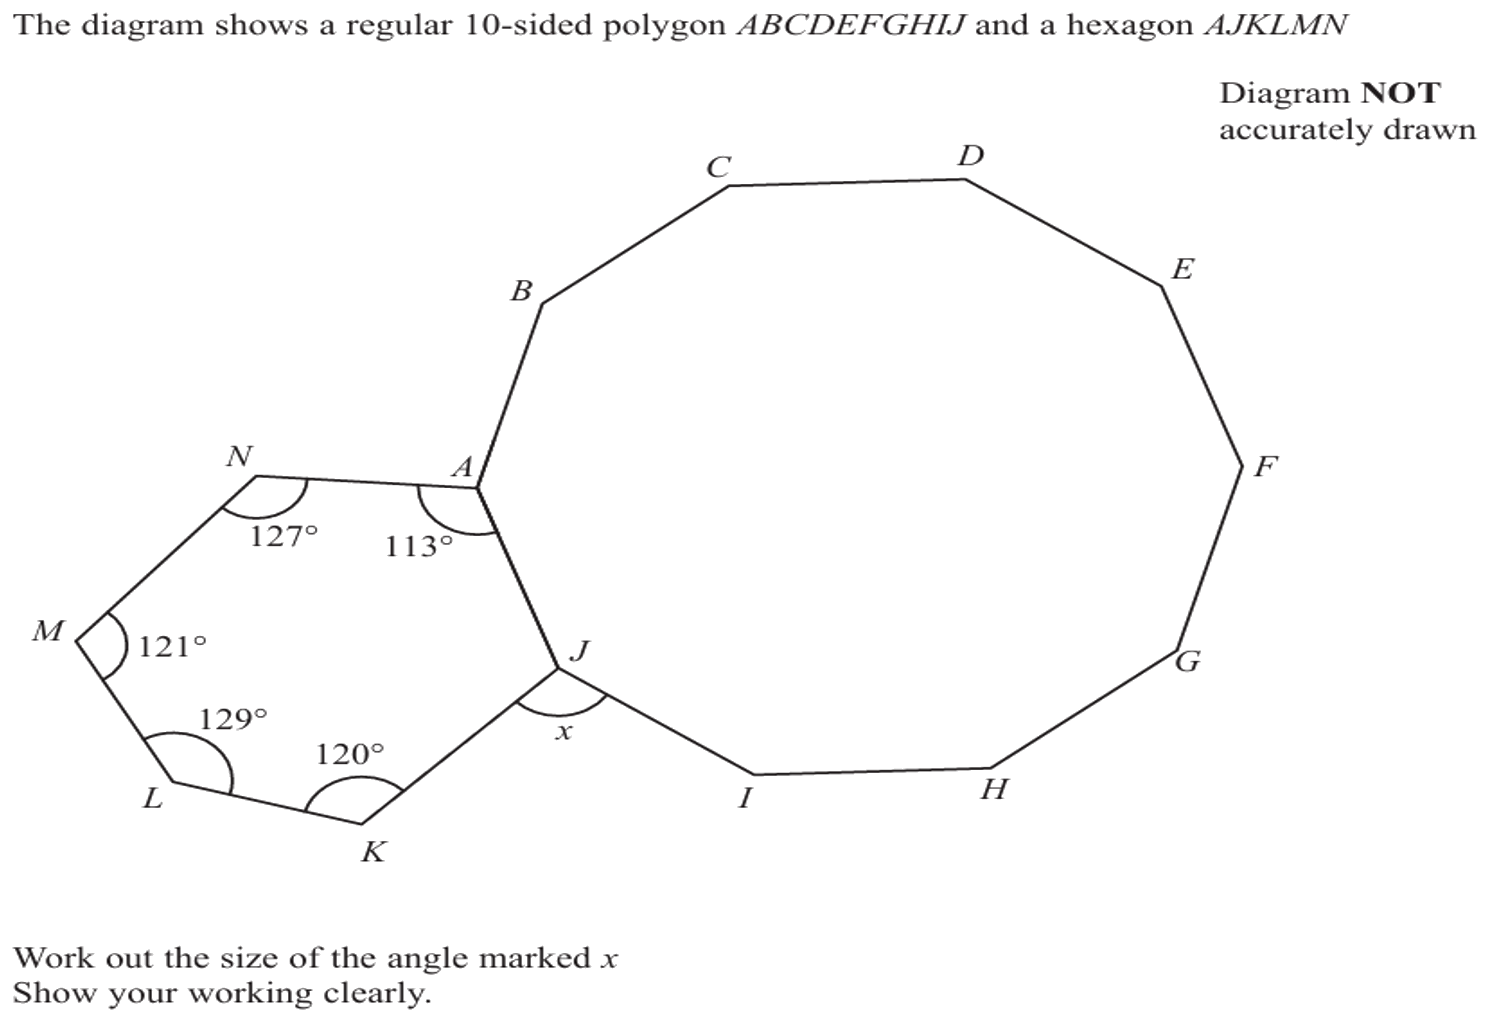 The diagram shows a regular 10-sided polygon ABCDEFGHIJ and a hexagon AJKLMN
Diagram NOT
accurately drawn
C
D
B
E
N
A
F
127°
113°
M
121°
J
G
129°
x
120°
L
I
H
K
Work out the size of the angle marked x
Show your working clearly.